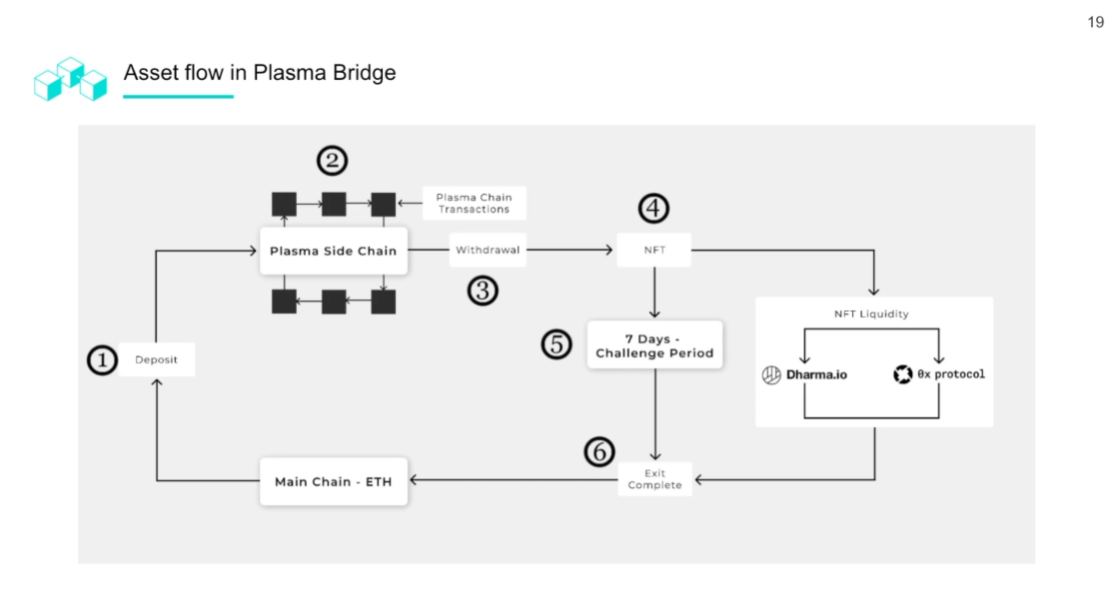 19
Asset flow in Plasma Bridge
2
Plasma Chain
Transactions
4
Plasma Side Chain
Withdrawal
NFT
3
NFT Liquidity
5
7 Days -
Challenge Period
1
Deposit
Dharma.io
0x protocol
6
Exit
Complete
Main Chain - ETH